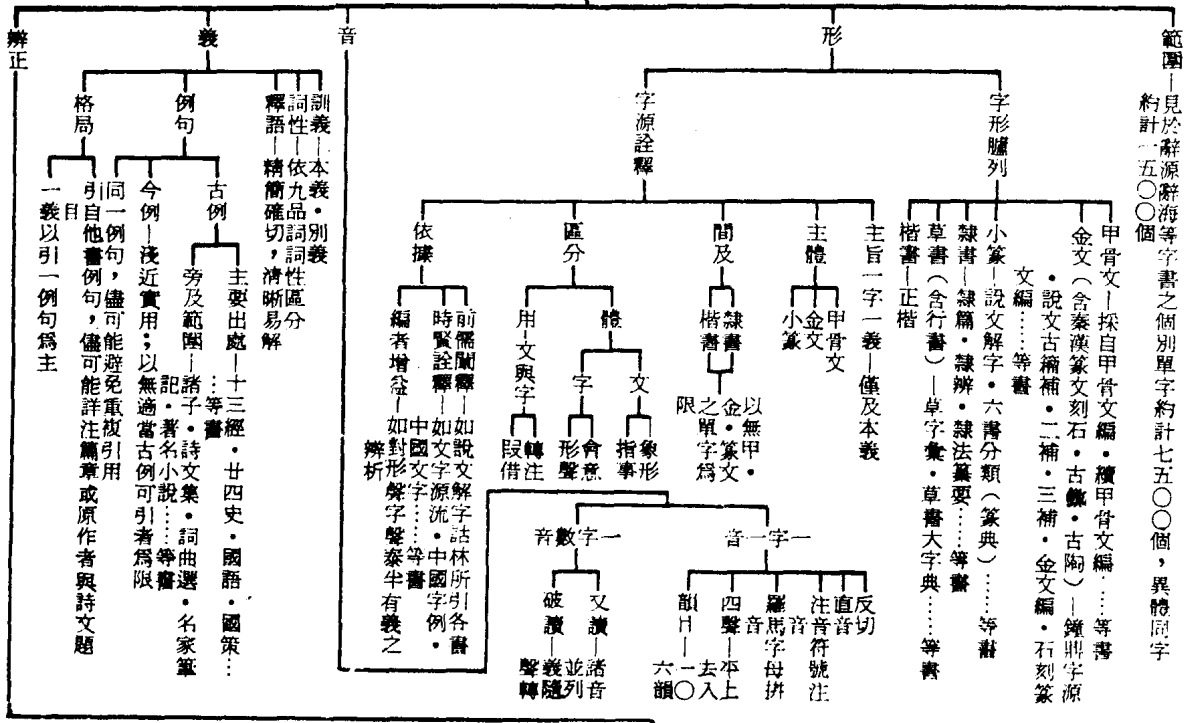 範圍—見於辭源辭海等字書之個別單字約計七五〇〇個，異體同字
約計一五〇〇個
形
字形臚列
甲骨文—採自甲骨文編・續甲骨文編……等書
金文（含秦漢篆文刻石・古鉨・古陶）—鐘鼎字源
・說文古籀補・二補・三補・金文編・石刻篆
文編……等書
小篆—說文解字・六書分類（篆典）……等書
隸書—隸篇・隸辨・隸法篡要……等書
草書（含行書）—草字彙・草書大字典……等書
楷書—正楷
字源詮釋
主旨一字一義—僅及本義
主體
甲骨文
金文
小篆
間及
隸書
楷書
以無甲・
金・篆文
之單字為
限
區分
體
文
象形
指事
字
會意
形聲
用—文與字
轉注
叚借
依據
前儒闡釋—如說文解字詁林所引各書
時賢詮釋—如文字源流・中國字例・
中國文字……等書
編者增益—如對形聲字聲泰半有義之
辨析
音
一字一音
反切
直音
注音符號注
音
羅馬字母拼
音
四聲—平上
去入
韻目—一〇
六韻
一字數音
又讀—諸音
並列
破讀—義隨
聲轉
義
訓義—本義・別義
詞性—依九品詞詞性區分
釋語—精簡確切，清晰易解
例句
古例
主要出處—十三經・廿四史・國語・國策…
…等書
旁及範圍—諸子・詩文集・詞曲選・名家筆
記・著名小說……等書
今例—淺近實用，以無適當古例可引者為限
同一例句，儘可能避免重複引用
格局
引自他書例句，儘可能詳注篇章或原作者與詩文題
目
一義以引一例句為主
辨正